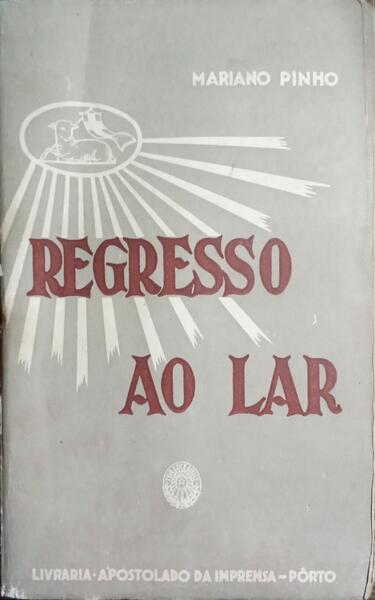 MARIANO PINHO
REGRESSO
AO LAR
LIVRARIA · APOSTOLADO DA IMPRENSA – PÔRTO